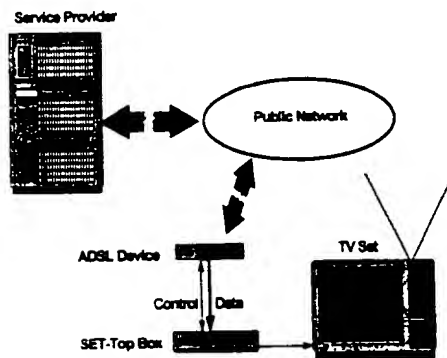 Service Provider
Public Network
ADSL Device
TV Set
Control
Data
SET-Top Box